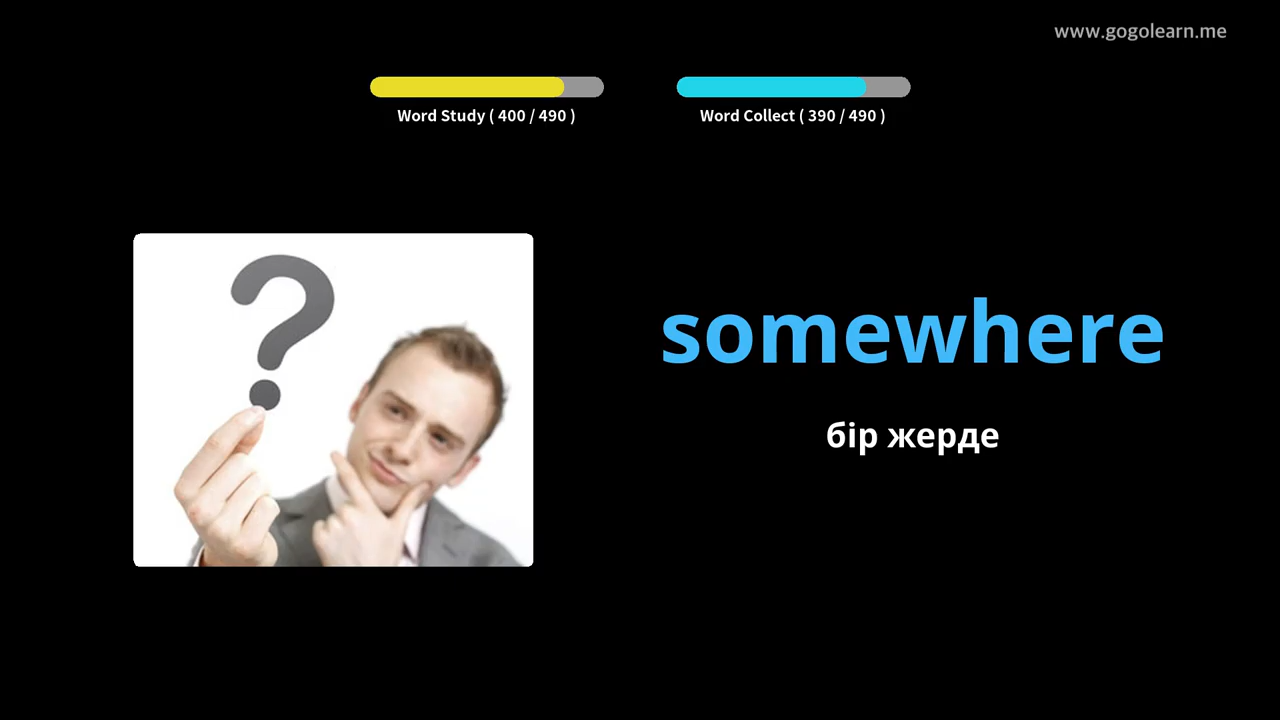 www.gogolearn.me
Word Study ( 400 / 490 )
Word Collect ( 390 / 490 )
somewhere
бір жерде